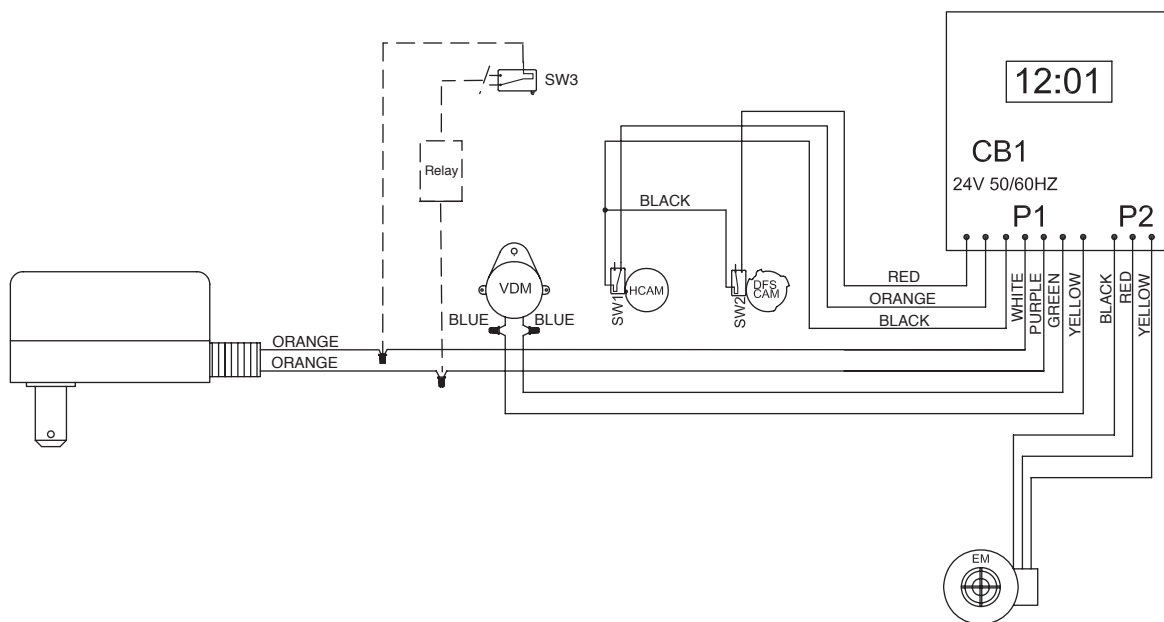 12:01
SW3
CB1
Relay
24V 50/60HZ
BLACK
P1
P2
RED
VDM
SW1
HCAM
SW2
DFS
CAM
ORANGE
BLUE
BLUE
BLACK
WHITE
PURPLE
GREEN
YELLOW
BLACK
RED
YELLOW
ORANGE
ORANGE
EM